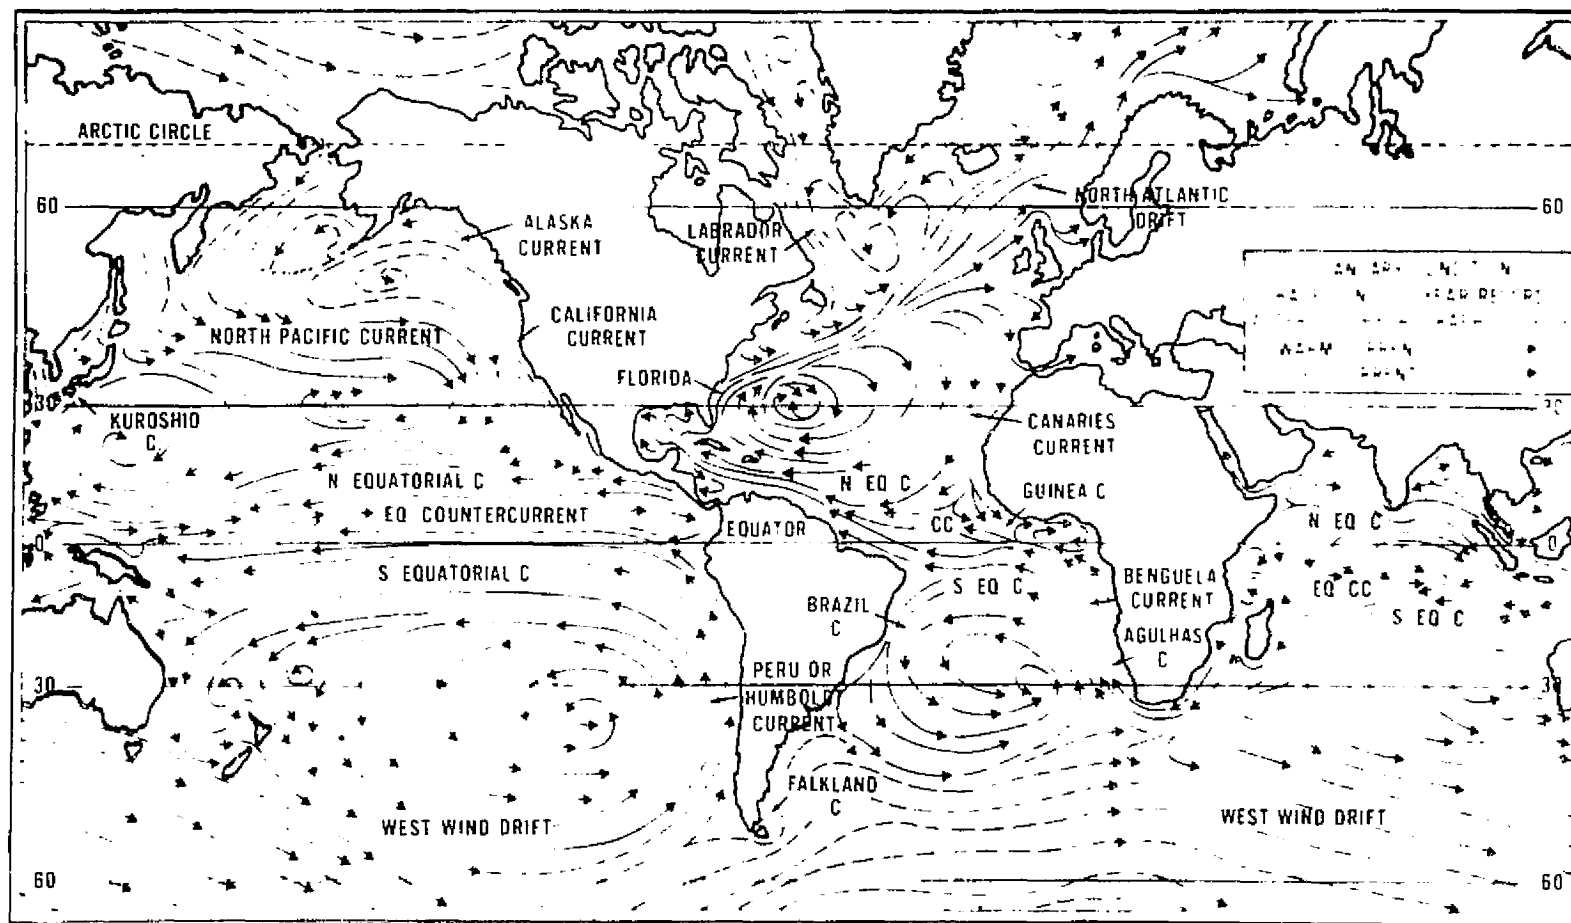 ARCTIC CIRCLE
60
ALASKA
CURRENT
LABRADOR
CURRENT
NORTH ATLANTIC
DRIFT
60
NORTH PACIFIC CURRENT
CALIFORNIA
CURRENT
FLORIDA
30
KUROSHIO
C
CANARIES
CURRENT
N EQUATORIAL C
N EQ C
GUINEA C
EQ COUNTERCURRENT
EQUATOR
CC
N EQ C
0
0
S EQUATORIAL C
S EQ C
BENGUELA
CURRENT
EQ CC
S EQ C
BRAZIL
C
AGULHAS
C
30
PERU OR
HUMBOLD
CURRENT
30
FALKLAND
C
WEST WIND DRIFT
WEST WIND DRIFT
60
60